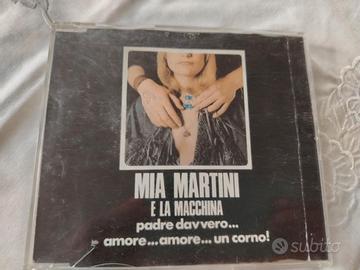 MIA MARTINI
E LA MACCHINA
padre davvero...
amore...amore...un corno!
subito